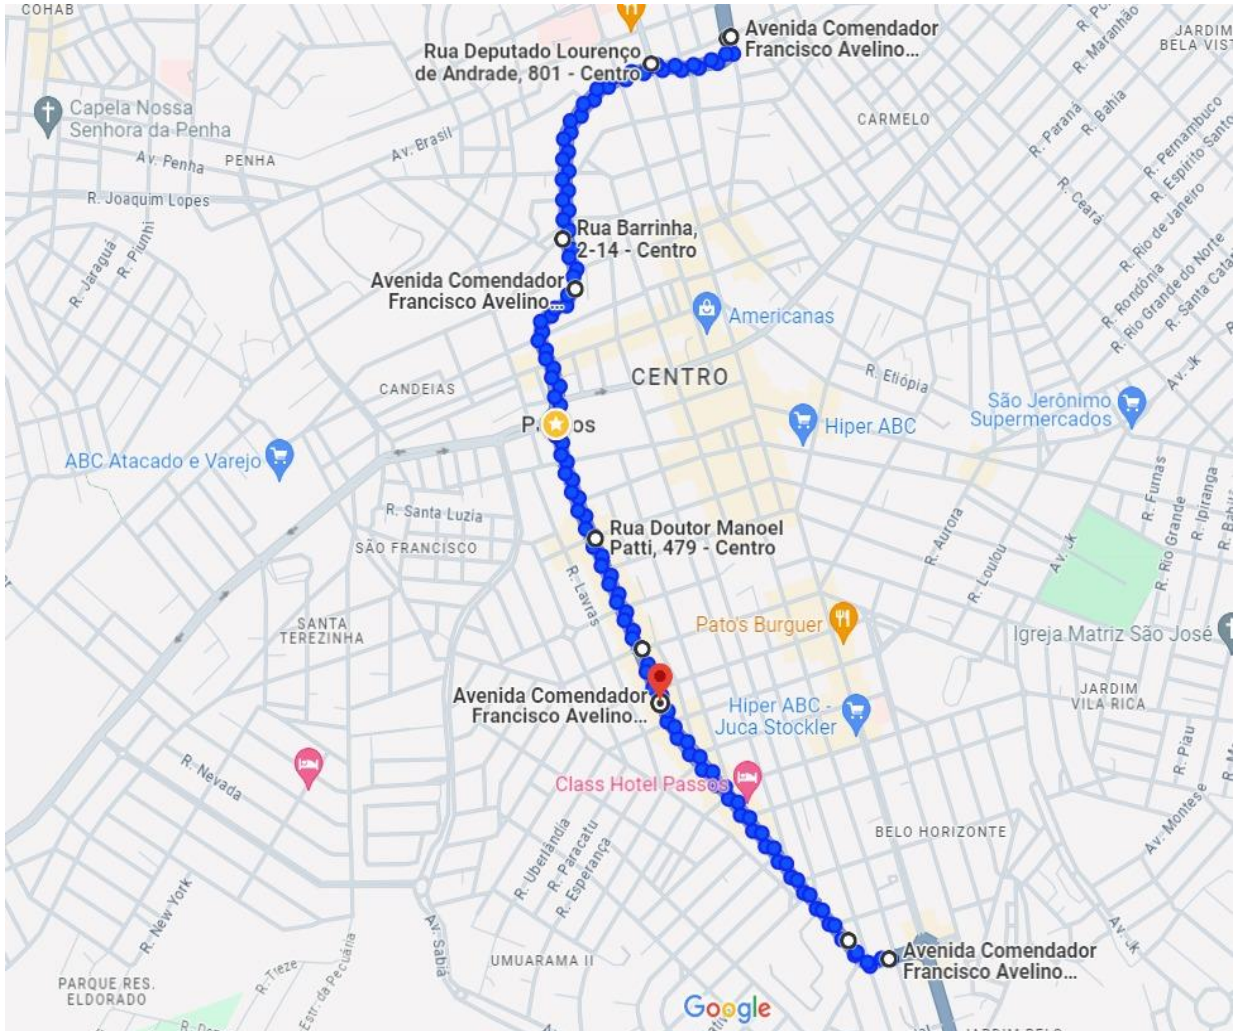 COHAB
Rua Deputado Lourenço
de Andrade, 801 - Centro
Avenida Comendador
Francisco Avelino...
JARDIM
BELA VIST
R. Maranhão
Capela Nossa
Senhora da Penha
Av. Brasil
CARMELO
R. Paraná
R. Bahia
R. Pernambuco
R. Espírito Santo
Av. Penha
PENHA
R. Joaquim Lopes
R. Ceará
R. Rio de Janeiro
R. Jaraguá
R. Piunhi
Rua Barrinha,
2-14 - Centro
Avenida Comendador
Francisco Avelino...
R. Rondônia
R. Rio Grande do Norte
R. Santa Cata
Americanas
CENTRO
CANDEIAS
R. Etiópia
Av. Jk
São Jerônimo
Supermercados
Hiper ABC
ABC Atacado e Varejo
R. Santa Luzia
SÃO FRANCISCO
Rua Doutor Manoel
Patti, 479 - Centro
R. Aurora
R. Loulou
Av. Jk
R. Furnas
R. Rio Grande
R. Ipiranga
R. Lavras
SANTA
TEREZINHA
Pato's Burguer
Igreja Matriz São José
Avenida Comendador
Francisco Avelino...
Hiper ABC -
Juca Stockler
JARDIM
VILA RICA
R. Piau
R. Nevada
Class Hotel Passos
BELO HORIZONTE
Av. Montese
R. Uberlândia
R. Paracatu
R. Esperança
R. New York
Av. Sabiá
UMUARAMA II
Avenida Comendador
Francisco Avelino...
Av. Jk
PARQUE RES.
ELDORADO
R. Tieze
Estr. da Pecuária
Google